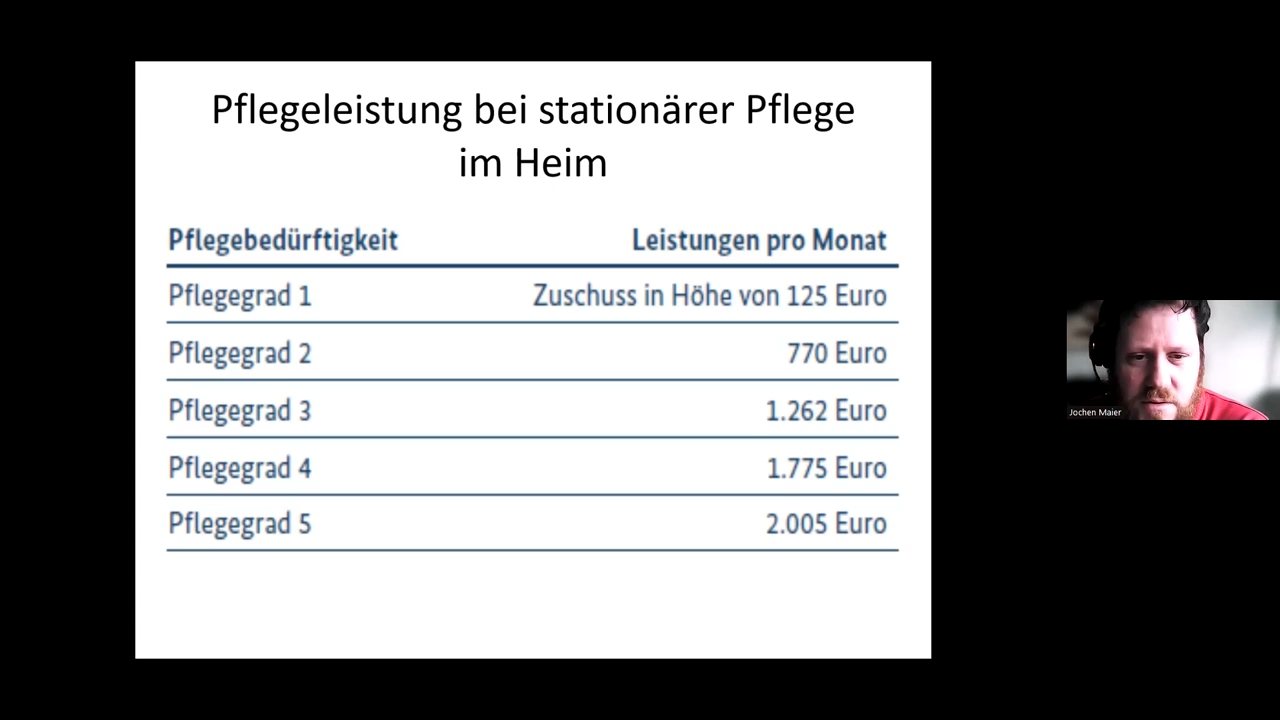 Pflegeleistung bei stationärer Pflege
im Heim
Pflegebedürftigkeit Leistungen pro Monat
Pflegegrad 1 Zuschuss in Höhe von 125 Euro
Pflegegrad 2 770 Euro
Pflegegrad 3 1.262 Euro
Pflegegrad 4 1.775 Euro
Pflegegrad 5 2.005 Euro
Jochen Maier